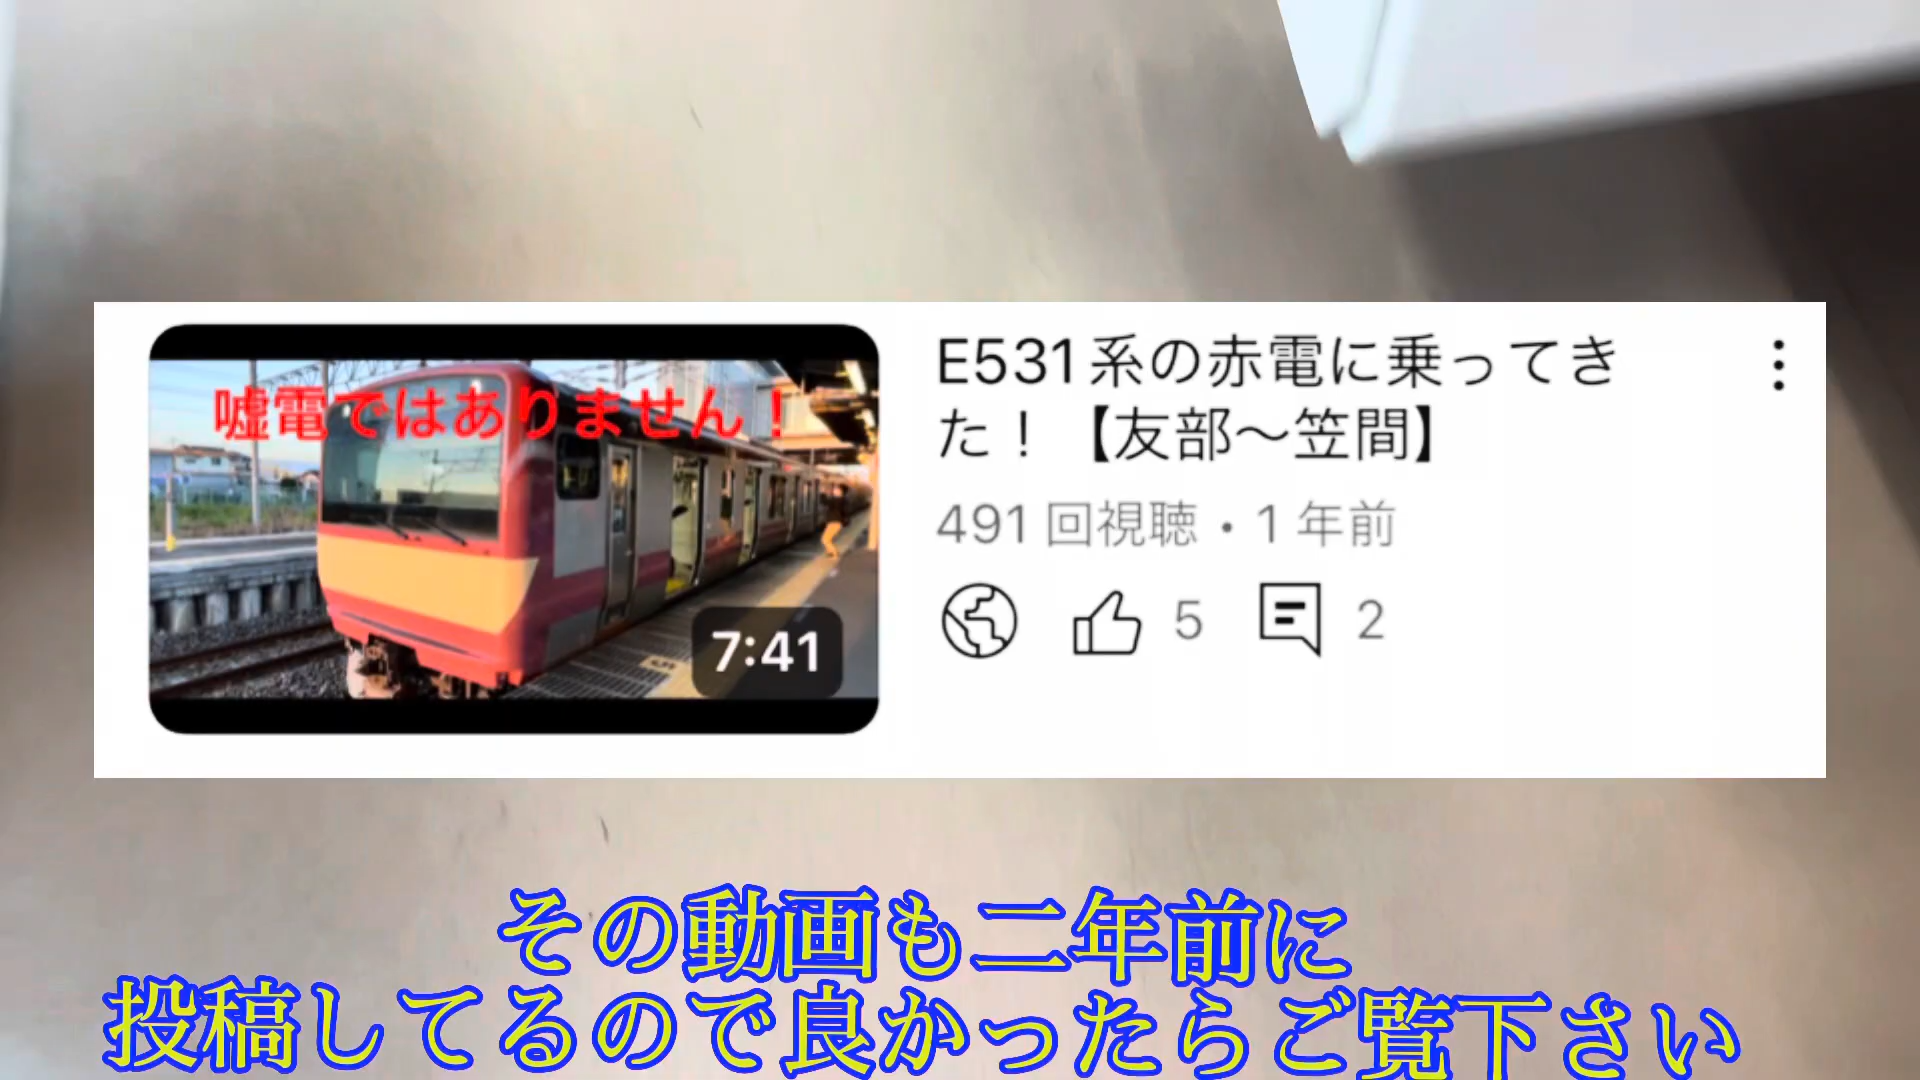 嘘電ではありません！
7:41
E531系の赤電に乗ってき
た！【友部～笠間】
491 回視聴・1 年前
5 2
その動画も二年前に
投稿してるので良かったらご覧下さい